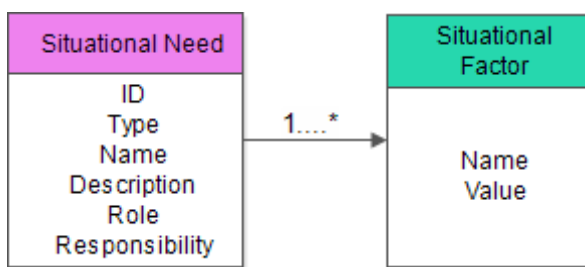 Situational Need
ID
Type
Name
Description
Role
Responsibility
1....*
Situational
Factor
Name
Value